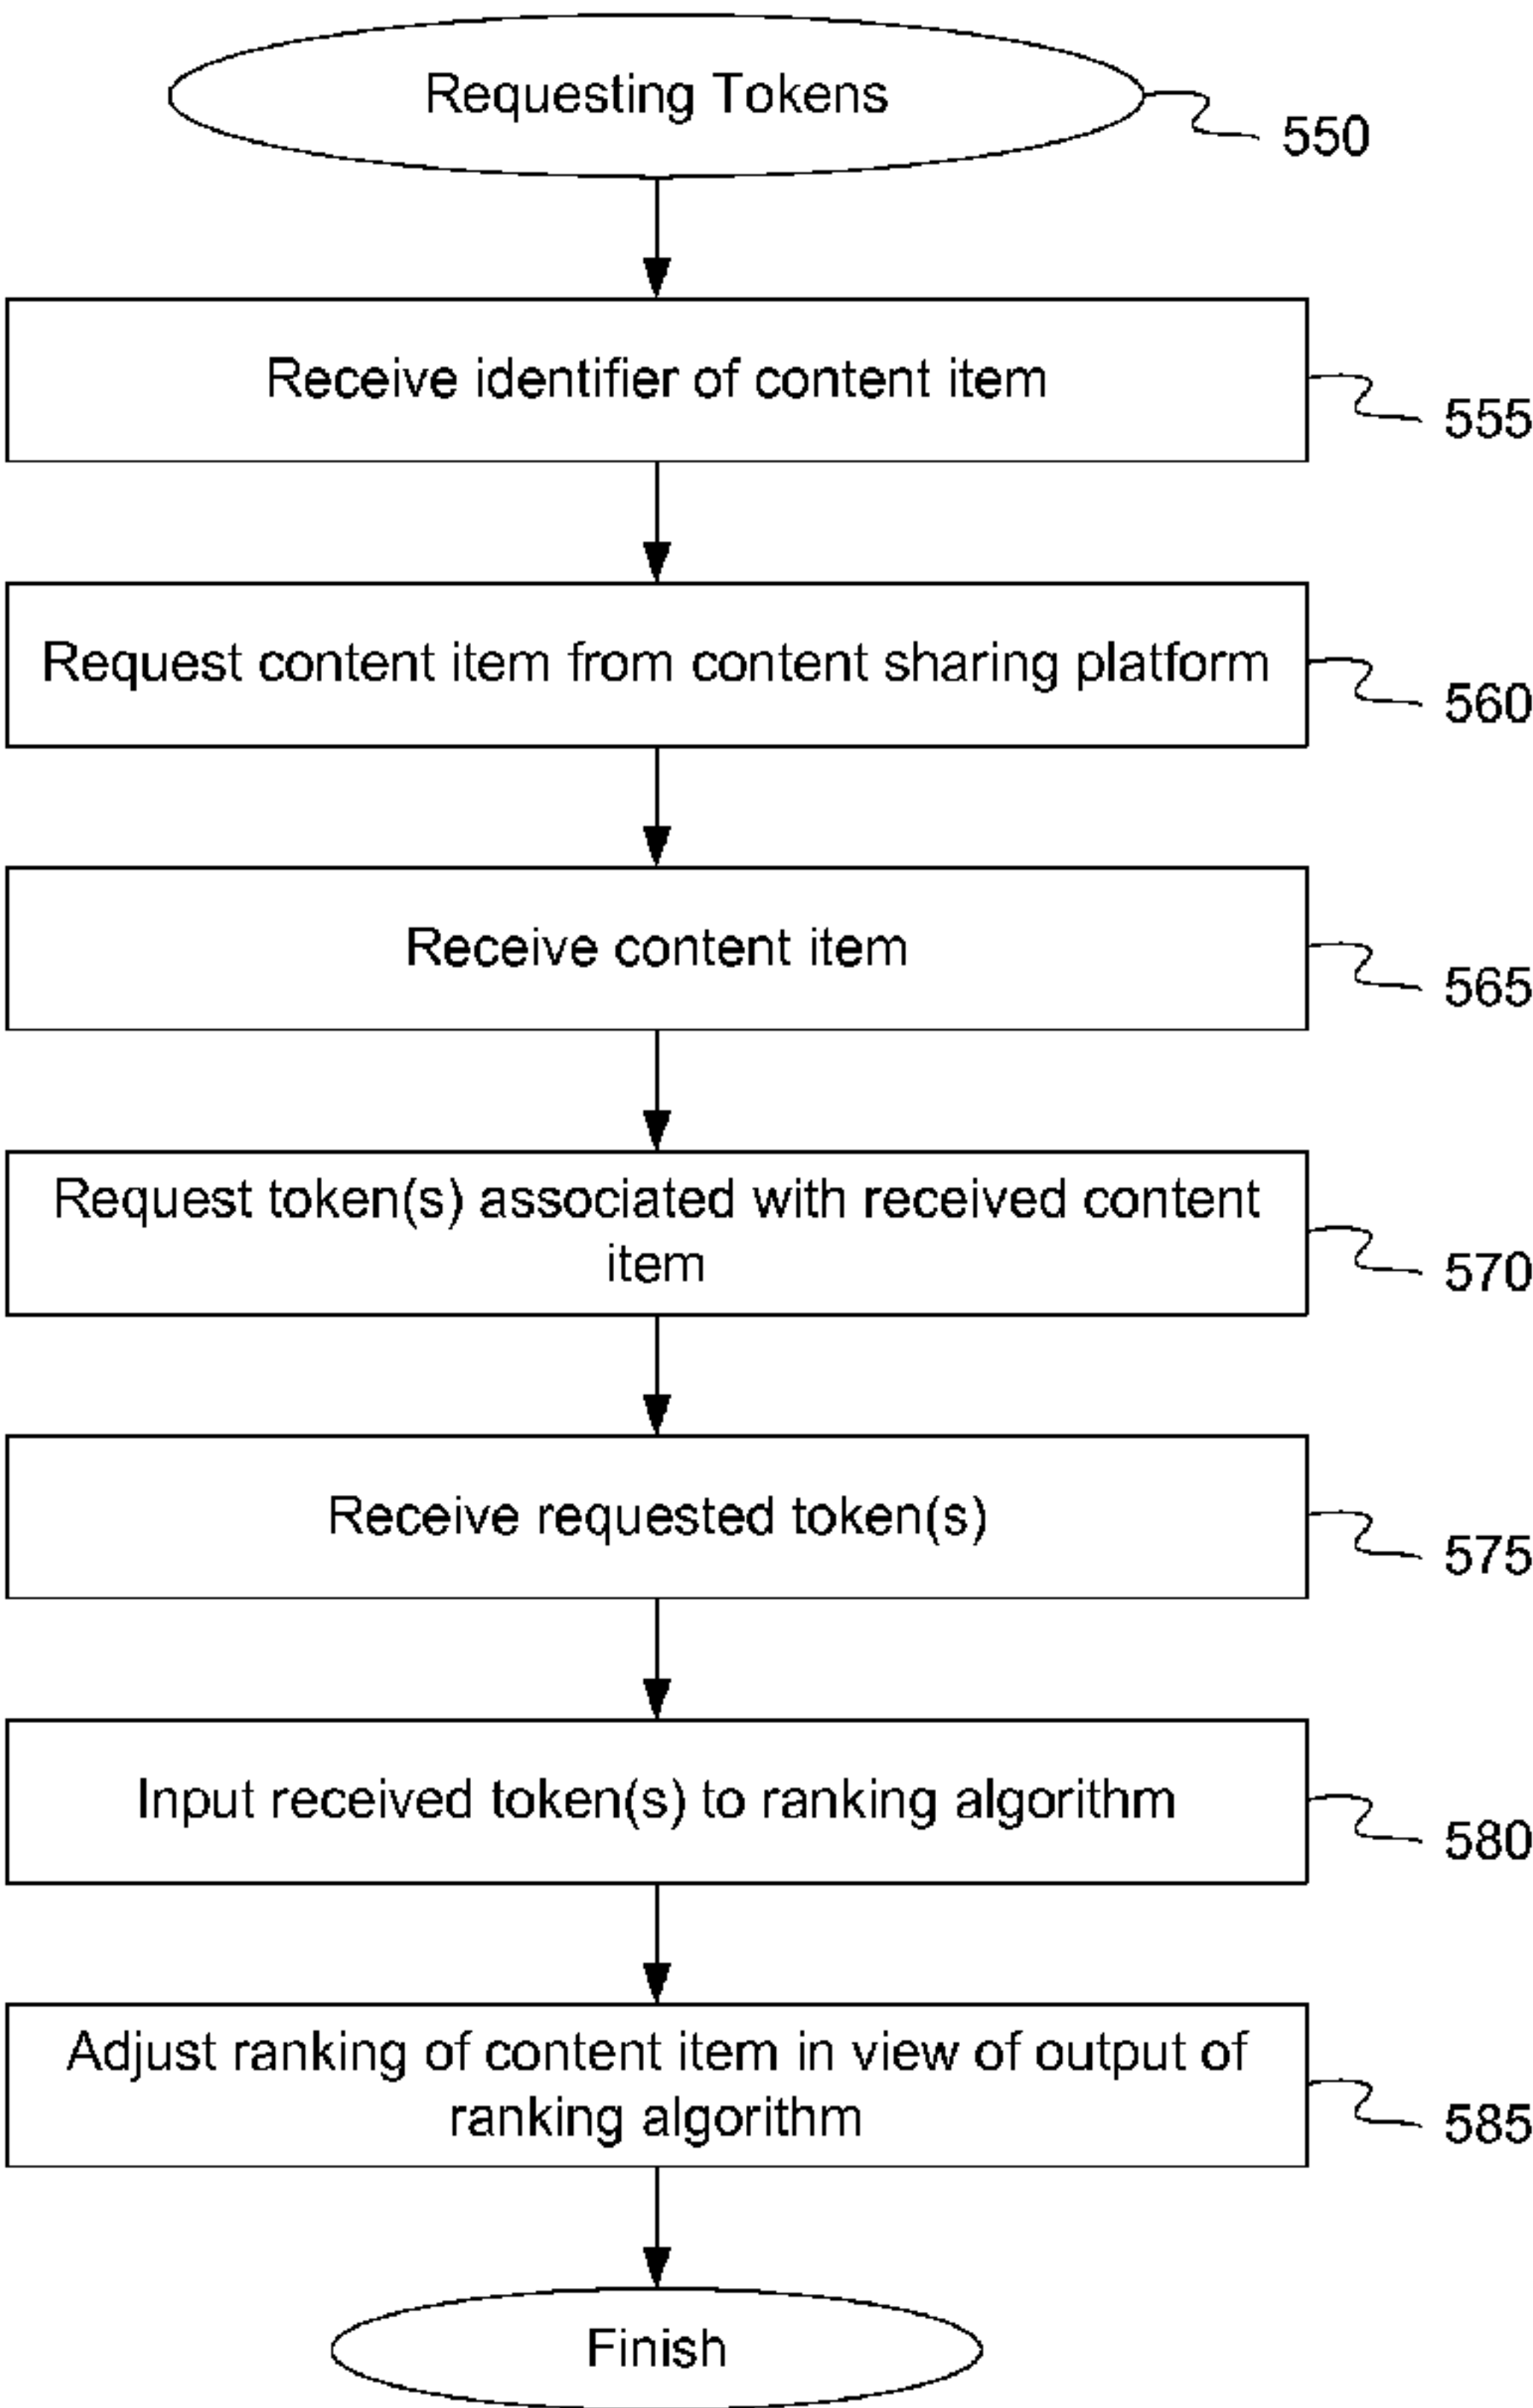 Requesting Tokens
550
Receive identifier of content item
555
Request content item from content sharing platform
560
Receive content item
565
Request token(s) associated with received content
item
570
Receive requested token(s)
575
Input received token(s) to ranking algorithm
580
Adjust ranking of content item in view of output of
ranking algorithm
585
Finish